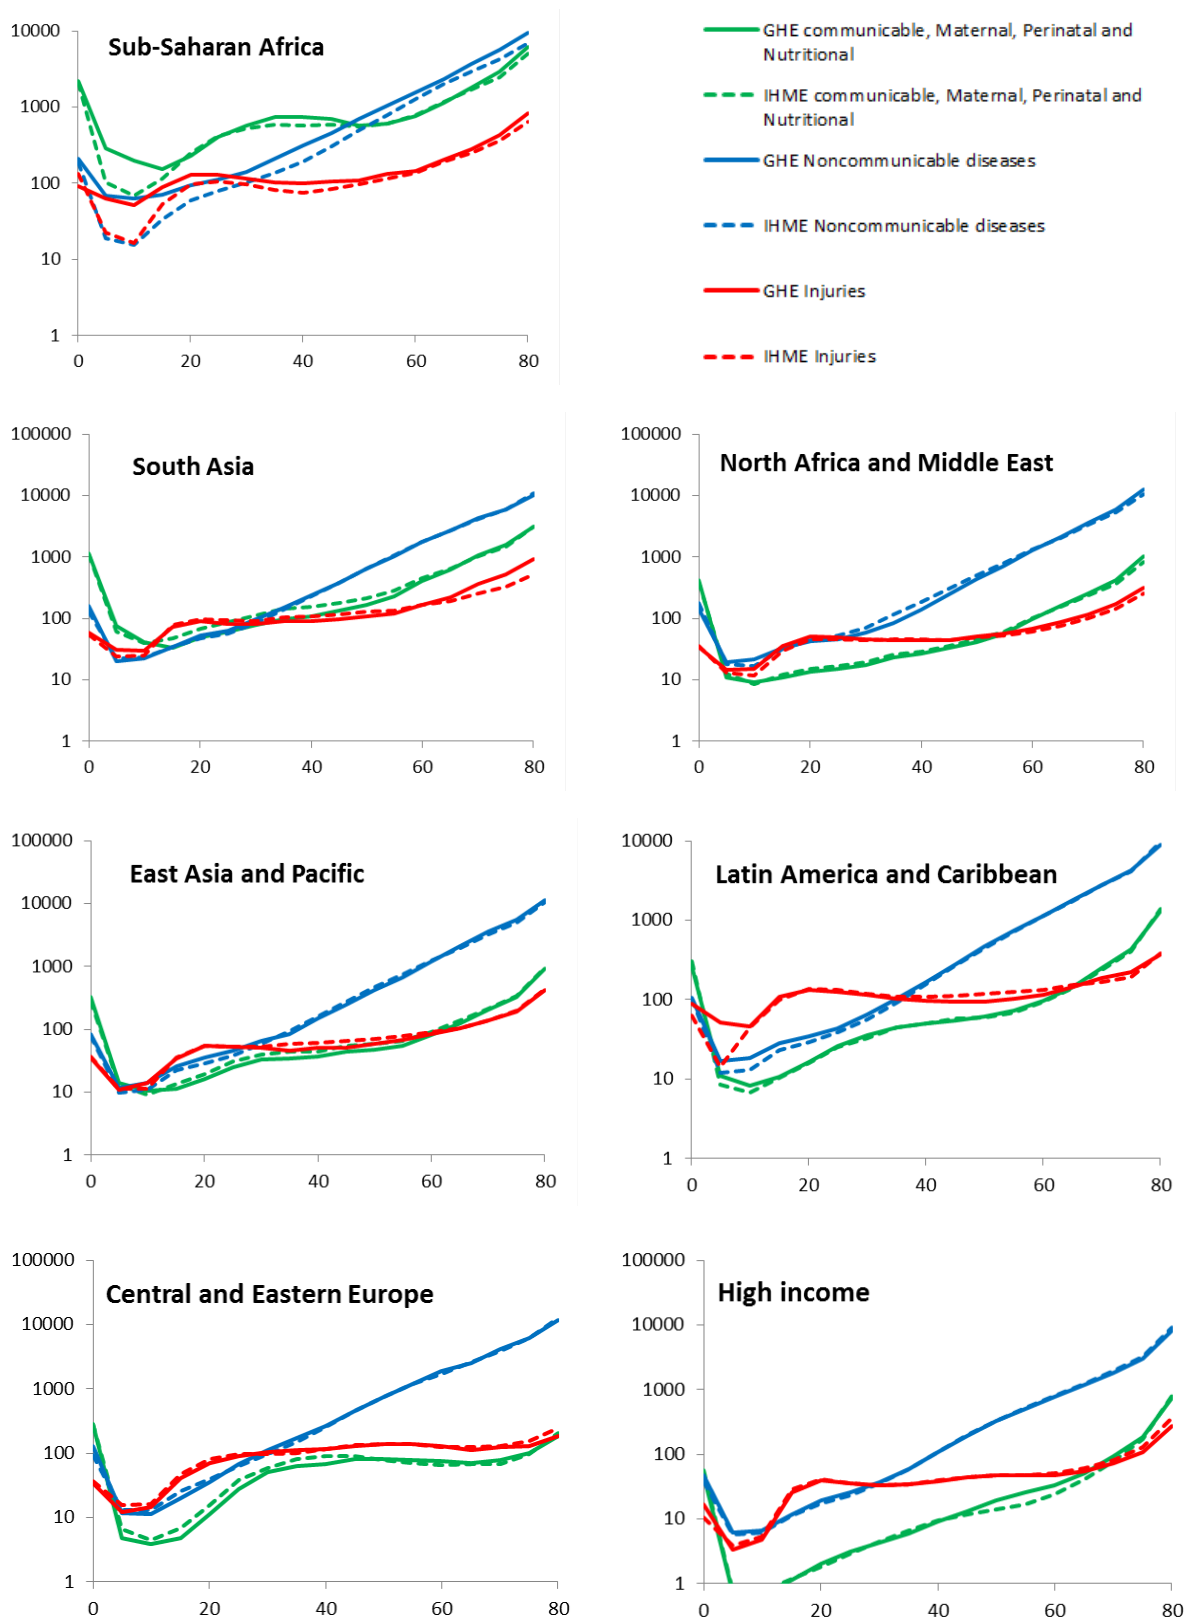 10000
Sub-Saharan Africa
1000
100
10
1
0 20 40 60 80
GHE communicable, Maternal, Perinatal and
Nutritional
IHME communicable, Maternal, Perinatal and
Nutritional
GHE Noncommunicable diseases
IHME Noncommunicable diseases
GHE Injuries
IHME Injuries
100000
South Asia
10000
1000
100
10
1
0 20 40 60 80
100000
North Africa and Middle East
10000
1000
100
10
1
0 20 40 60 80
100000
East Asia and Pacific
10000
1000
100
10
1
0 20 40 60 80
10000
Latin America and Caribbean
1000
100
10
1
0 20 40 60 80
100000
Central and Eastern Europe
10000
1000
100
10
1
0 20 40 60 80
100000
High income
10000
1000
100
10
1
0 20 40 60 80